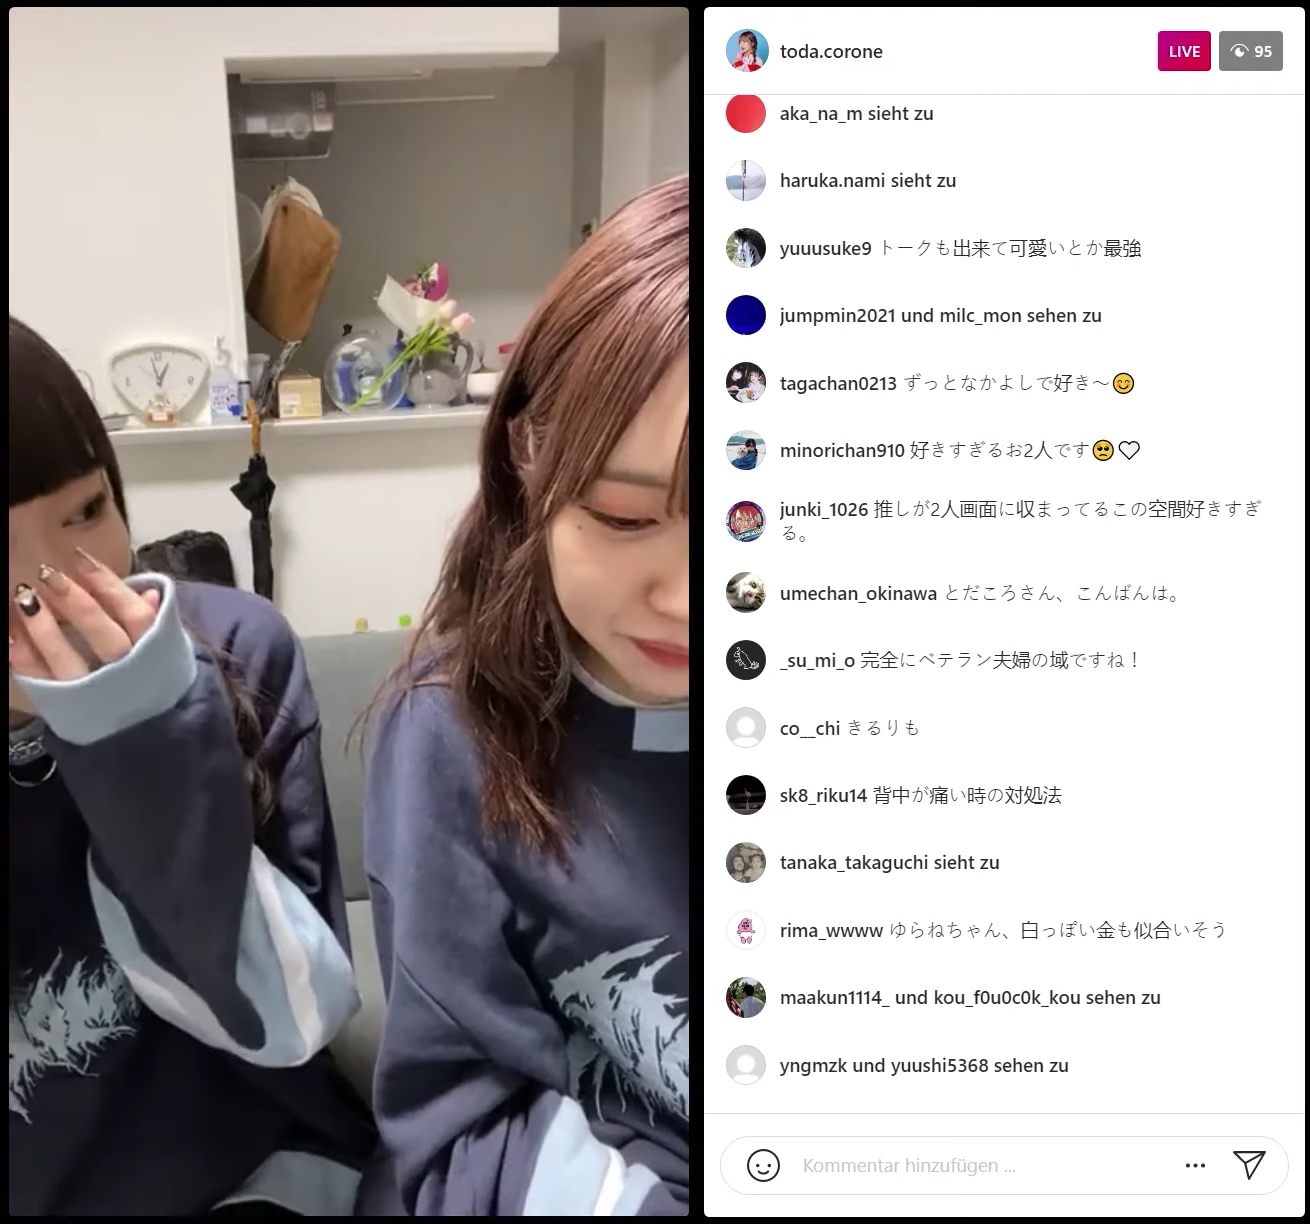 toda.corone
LIVE
95
aka_na_m sieht zu
haruka.nami sieht zu
yuuusuke9 トークも出来て可愛いとか最強
jumpmin2021 und milc_mon sehen zu
tagachan0213 ずっとなかよしで好き〜😊
minorichan910 好きすぎるお2人です🥺♡
junki_1026 推しが2人画面に収まってるこの空間好きすぎ
る。
umechan_okinawa とだころさん、こんばんは。
_su_mi_o 完全にベテラン夫婦の域ですね！
co__chi きるりも
sk8_riku14 背中が痛い時の対処法
tanaka_takaguchi sieht zu
rima_wwww ゆらねちゃん、白っぽい金も似合いそう
maakun1114_ und kou_f0u0c0k_kou sehen zu
yngmzk und yuushi5368 sehen zu
Kommentar hinzufügen ...